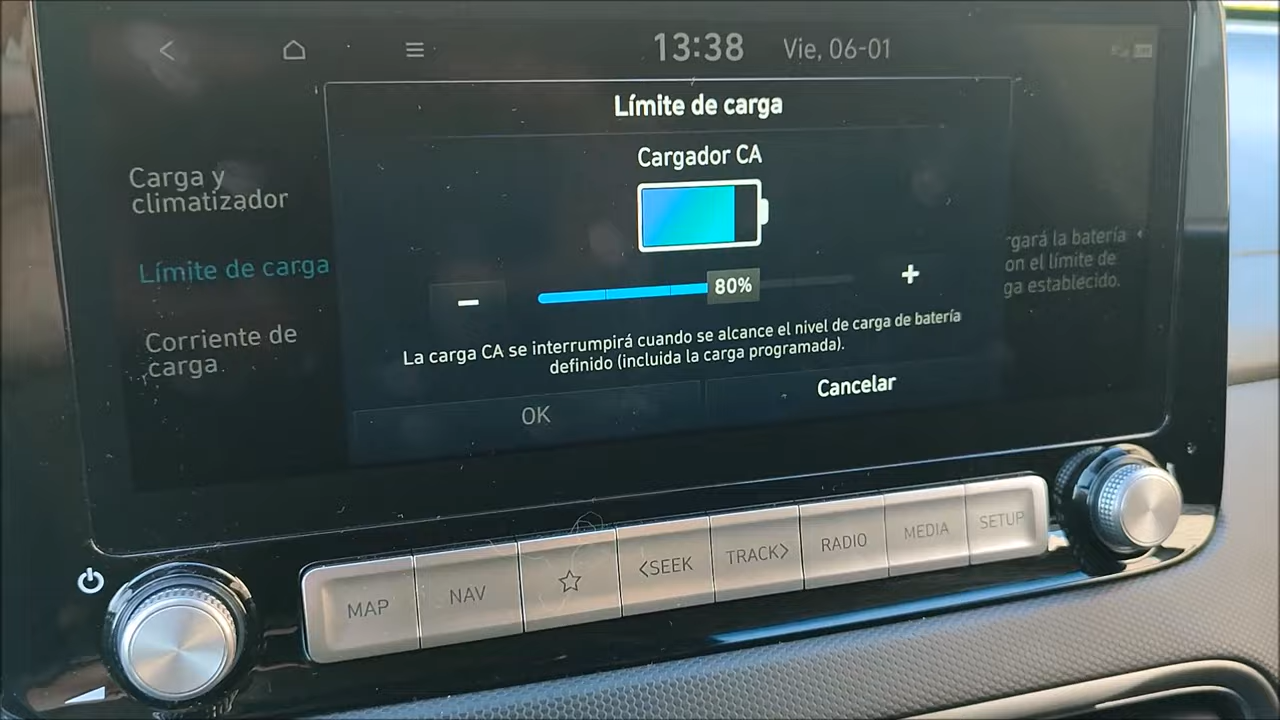 13:38
Vie, 06-01
Límite de carga
Cargador CA
80%
La carga CA se interrumpirá cuando se alcance el nivel de carga de batería
definido (incluida la carga programada).
OK
Cancelar
Carga y
climatizador
Límite de carga
Corriente de
carga
rgará la batería
on el límite de
ga establecido.
MAP
NAV
<SEEK
TRACK>
RADIO
MEDIA
SETUP